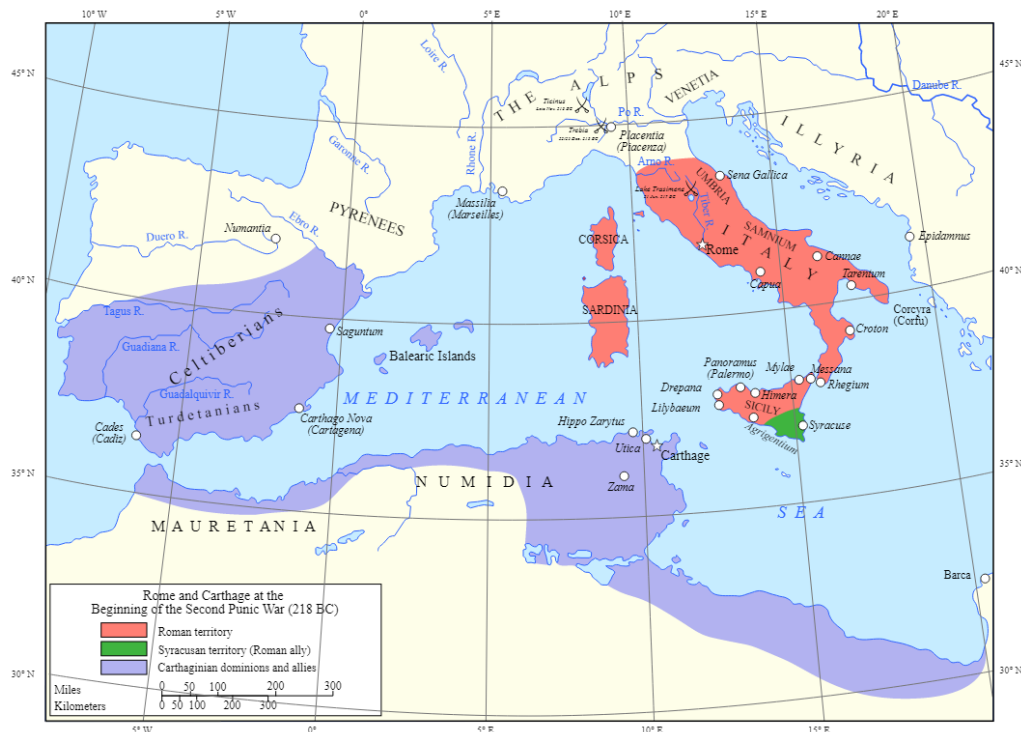 10° W
5° W
0°
5° E
10° E
15° E
20° E
45° N
45° N
40° N
40° N
35° N
35° N
30° N
30° N
5° W
0°
5° E
10° E
15° E
Loire R.
THE ALPS
VENETIA
Danube R.
ILLYRIA
Ticinus
Po R.
Trebia
Placentia
(Piacenza)
Garonne R.
Rhone R.
Arno R.
UMBRIA
Sena Gallica
Lake Trasimene
Tiber R.
Massilia
(Marseilles)
PYRENEES
Numantia
Ebro R.
Duero R.
CORSICA
SAMNIUM
ITALY
Rome
Epidamnus
Cannae
Capua
Tarentum
Corcyra
(Corfu)
Tagus R.
SARDINIA
Saguntum
Croton
Guadiana R.
Celtiberians
Balearic Islands
Panoramus
(Palermo)
Mylae
Messana
Rhegium
Drepana
Himera
Guadalquivir R.
MEDITERRANEAN
Lilybaeum
SICILY
Turdetanians
Carthago Nova
(Cartagena)
Hippo Zarytus
Agrigentium
Syracuse
Cades
(Cadiz)
Utica
Carthage
NUMIDIA
Zama
SEA
MAURETANIA
Barca
Rome and Carthage at the
Beginning of the Second Punic War (218 BC)
Roman territory
Syracusan territory (Roman ally)
Carthaginian dominions and allies
Miles
0 50 100 200 300
Kilometers
0 50 100 200 300